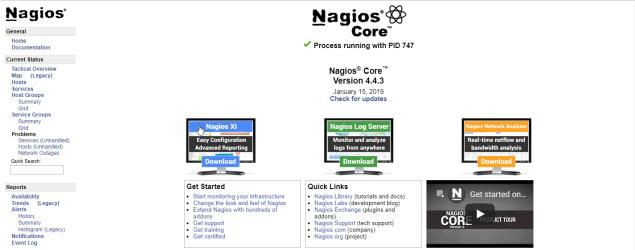 Nagios
General
Home
Documentation
Current Status
Tactical Overview
Map (Legacy)
Hosts
Services
Host Groups
Summary
Grid
Service Groups
Summary
Grid
Problems
Services (Unhandled)
Hosts (Unhandled)
Network Outages
Quick Search:
Reports
Availability
Trends (Legacy)
Alerts
History
Summary
Histogram (Legacy)
Notifications
Event Log
Nagios®
Core™
Process running with PID 747
Nagios® Core™
Version 4.4.3
January 15, 2019
Check for updates
Nagios XI
Easy Configuration
Advanced Reporting
Download
Nagios Log Server
Monitor and analyze
logs from anywhere
Download
Nagios Network Analyzer
Real-time netflow and
bandwidth analysis
Download
Get Started
Start monitoring your infrastructure
Change the look and feel of Nagios
Extend Nagios with hundreds of
addons
Get support
Get training
Get certified
Quick Links
Nagios Library (tutorials and docs)
Nagios Labs (development blog)
Nagios Exchange (plugins and
addons)
Nagios Support (tech support)
Nagios.com (company)
Nagios.org (project)
N Get started on...
NAGIOS
CORE PRODUCT TOUR